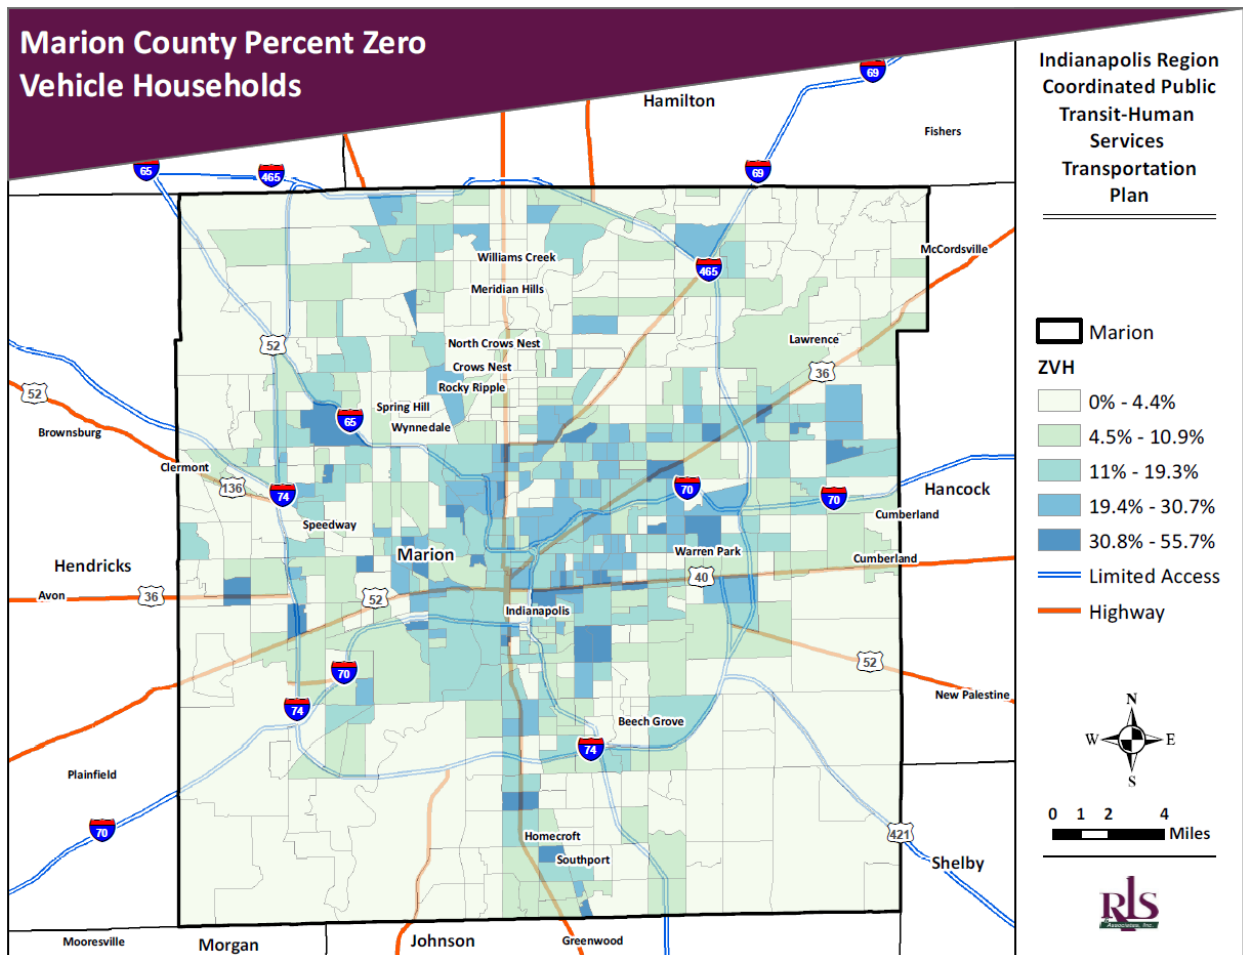 Marion County Percent Zero
Vehicle Households
Indianapolis Region
Coordinated Public
Transit-Human
Services
Transportation
Plan
69
Hamilton
Fishers
65
465
69
McCordsville
Williams Creek
465
Meridian Hills
52
North Crows Nest
Lawrence
Crows Nest
36
Rocky Ripple
52
Spring Hill
65
Wynnedale
Brownsburg
Clermont
136
74
70
70
Hancock
Cumberland
Speedway
Marion
Warren Park
Cumberland
Hendricks
40
Avon
36
52
Indianapolis
70
52
New Palestine
74
Beech Grove
74
Plainfield
70
Homecroft
421
Southport
Shelby
Mooresville
Morgan
Johnson
Greenwood
Marion
ZVH
0% - 4.4%
4.5% - 10.9%
11% - 19.3%
19.4% - 30.7%
30.8% - 55.7%
Limited Access
Highway
N
W
E
S
0 1 2 4
Miles
RLS
& Associates, Inc.